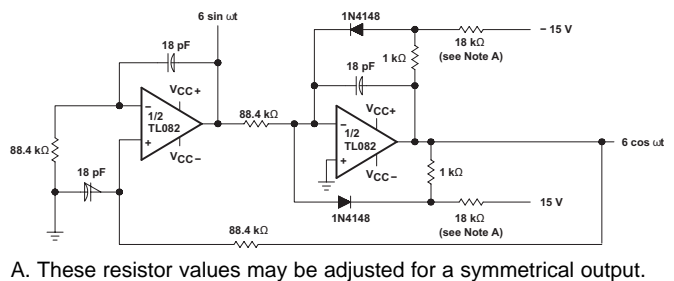 6 sin ωt
1N4148
− 15 V
18 pF
18 kΩ
(see Note A)
1 kΩ
18 pF
VCC+
−
1/2
TL082
+
VCC−
88.4 kΩ
VCC+
−
1/2
TL082
+
VCC−
6 cos ωt
88.4 kΩ
18 pF
1 kΩ
1N4148
15 V
18 kΩ
(see Note A)
88.4 kΩ
A. These resistor values may be adjusted for a symmetrical output.